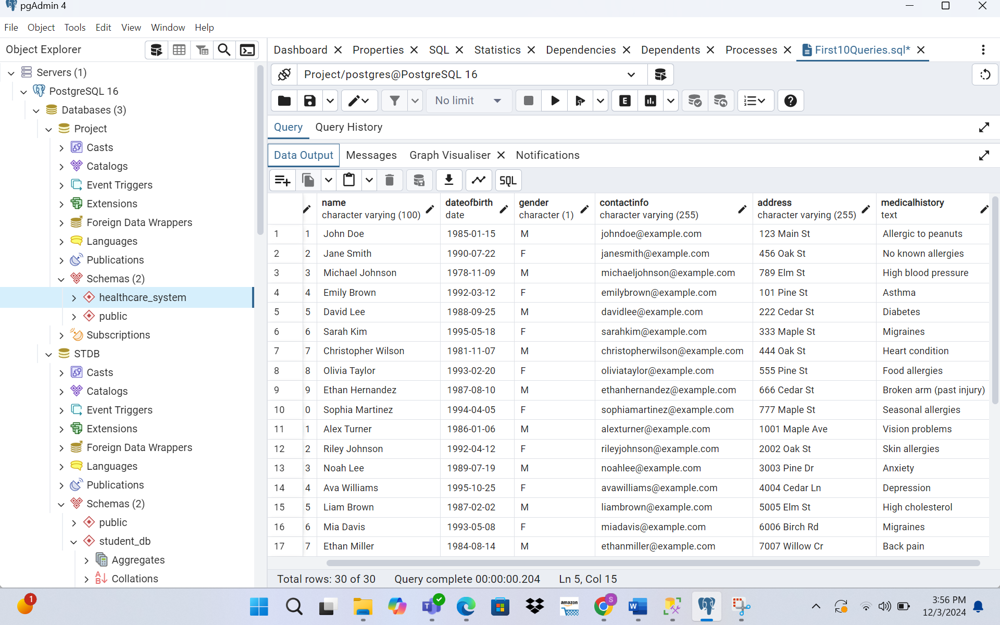 pgAdmin 4
File Object Tools Edit View Window Help
Object Explorer
Dashboard Properties SQL Statistics Dependencies Dependents Processes First10Queries.sql*
Servers (1)
PostgreSQL 16
Databases (3)
Project
Casts
Catalogs
Event Triggers
Extensions
Foreign Data Wrappers
Languages
Publications
Schemas (2)
healthcare_system
public
Subscriptions
STDB
Casts
Catalogs
Event Triggers
Extensions
Foreign Data Wrappers
Languages
Publications
Schemas (2)
public
student_db
Aggregates
Collations
Project/postgres@PostgreSQL 16
No limit E
Query Query History
Data Output Messages Graph Visualiser Notifications
SQL
name dateofbirth gender contactinfo address medicalhistory
character varying (100) date character (1) character varying (255) character varying (255) text
1 1 John Doe 1985-01-15 M johndoe@example.com 123 Main St Allergic to peanuts
2 2 Jane Smith 1990-07-22 F janesmith@example.com 456 Oak St No known allergies
3 3 Michael Johnson 1978-11-09 M michaeljohnson@example.com 789 Elm St High blood pressure
4 4 Emily Brown 1992-03-12 F emilybrown@example.com 101 Pine St Asthma
5 5 David Lee 1988-09-25 M davidlee@example.com 222 Cedar St Diabetes
6 6 Sarah Kim 1995-05-18 F sarahkim@example.com 333 Maple St Migraines
7 7 Christopher Wilson 1981-11-07 M christopherwilson@example.com 444 Oak St Heart condition
8 8 Olivia Taylor 1993-02-20 F oliviataylor@example.com 555 Pine St Food allergies
9 9 Ethan Hernandez 1987-08-10 M ethanhernandez@example.com 666 Cedar St Broken arm (past injury)
10 0 Sophia Martinez 1994-04-05 F sophiamartinez@example.com 777 Maple St Seasonal allergies
11 1 Alex Turner 1986-01-06 M alexturner@example.com 1001 Maple Ave Vision problems
12 2 Riley Johnson 1992-04-12 F rileyjohnson@example.com 2002 Oak St Skin allergies
13 3 Noah Lee 1989-07-19 M noahlee@example.com 3003 Pine Dr Anxiety
14 4 Ava Williams 1995-10-25 F avawilliams@example.com 4004 Cedar Ln Depression
15 5 Liam Brown 1987-02-02 M liambrown@example.com 5005 Elm St High cholesterol
16 6 Mia Davis 1993-05-08 F miadavis@example.com 6006 Birch Rd Migraines
17 7 Ethan Miller 1984-08-14 M ethanmiller@example.com 7007 Willow Cr Back pain
Total rows: 30 of 30 Query complete 00:00:00.204 Ln 5, Col 15
1
T
amazon
S
W
3:56 PM
12/3/2024